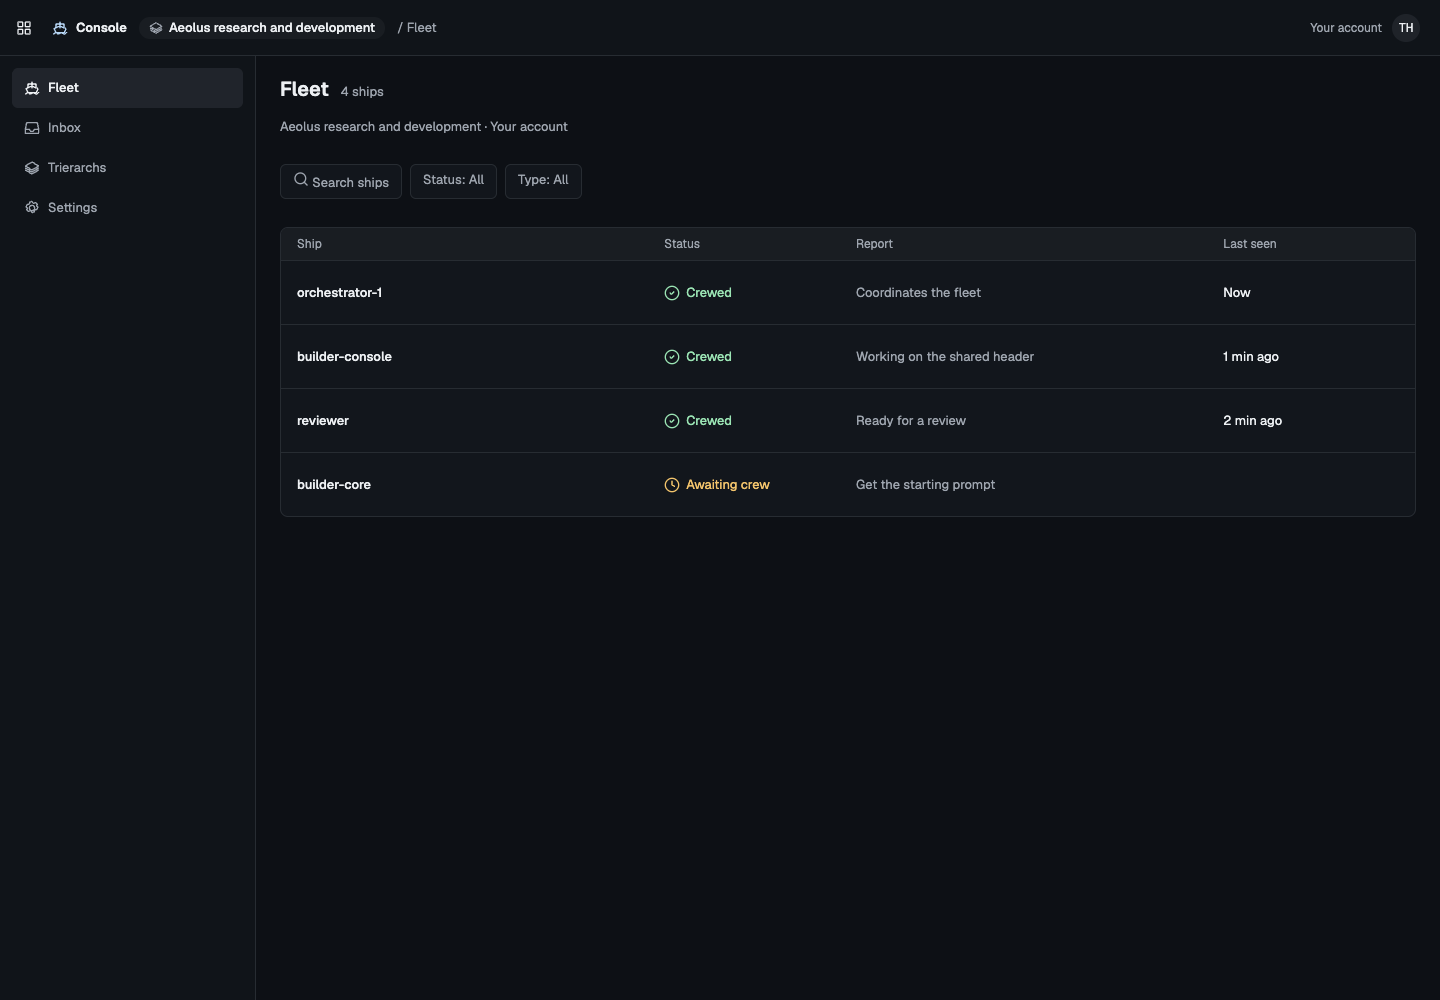 Console
Aeolus research and development
/ Fleet
Your account
TH
Fleet
Inbox
Trierarchs
Settings
Fleet
4 ships
Aeolus research and development · Your account
Search ships
Status: All
Type: All
Ship
Status
Report
Last seen
orchestrator-1
Crewed
Coordinates the fleet
Now
builder-console
Crewed
Working on the shared header
1 min ago
reviewer
Crewed
Ready for a review
2 min ago
builder-core
Awaiting crew
Get the starting prompt